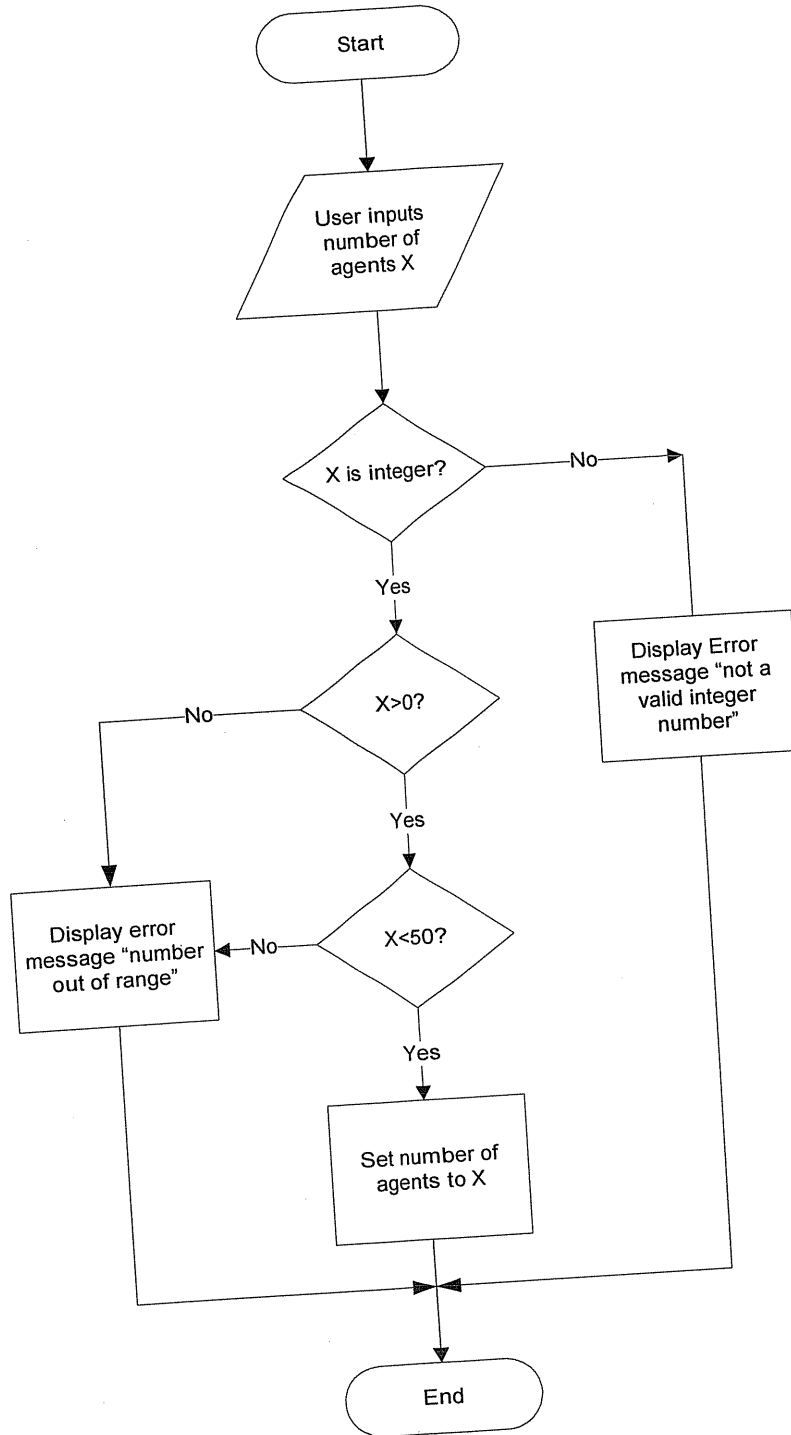 Start
User inputs
number of
agents X
X is integer?
No
Yes
Display Error
message “not a
valid integer
number”
X>0?
No
Yes
X<50?
No
Display error
message “number
out of range”
Yes
Set number of
agents to X
End